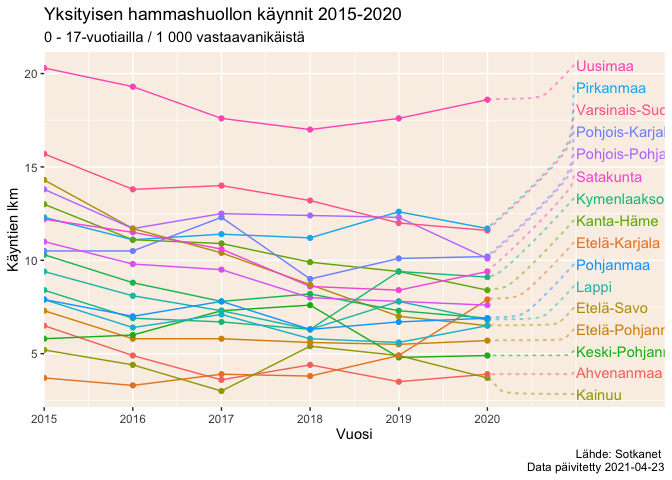 Yksityisen hammashuollon käynnit 2015-2020
0 - 17-vuotiailla / 1 000 vastaavanikäistä
Käyntien lkm
20
15
10
5
2015 2016 2017 2018 2019 2020
Vuosi
Uusimaa
Pirkanmaa
Varsinais-Suo
Pohjois-Karjal
Pohjois-Pohja
Satakunta
Kymenlaakso
Kanta-Häme
Etelä-Karjala
Pohjanmaa
Lappi
Etelä-Savo
Etelä-Pohjanm
Keski-Pohjanm
Ahvenanmaa
Kainuu
Lähde: Sotkanet
Data päivitetty 2021-04-23